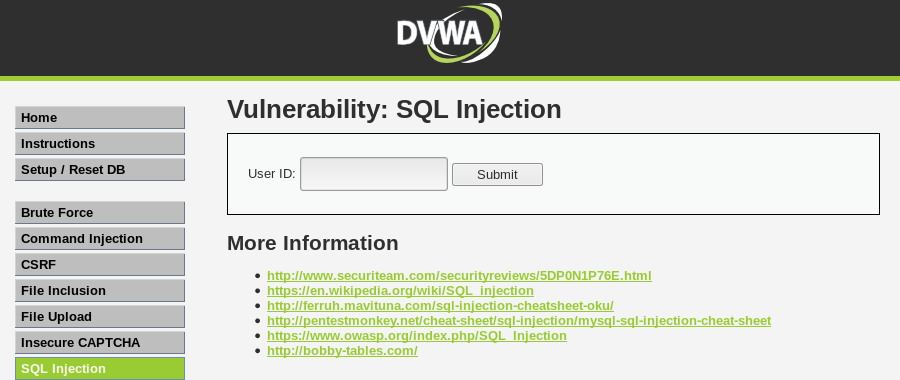 DVWA
Home
Instructions
Setup / Reset DB
Brute Force
Command Injection
CSRF
File Inclusion
File Upload
Insecure CAPTCHA
SQL Injection
Vulnerability: SQL Injection
User ID:
Submit
More Information
http://www.securiteam.com/securityreviews/5DP0N1P76E.html
https://en.wikipedia.org/wiki/SQL_injection
http://ferruh.mavituna.com/sql-injection-cheatsheet-oku/
http://pentestmonkey.net/cheat-sheet/sql-injection/mysql-sql-injection-cheat-sheet
https://www.owasp.org/index.php/SQL_Injection
http://bobby-tables.com/